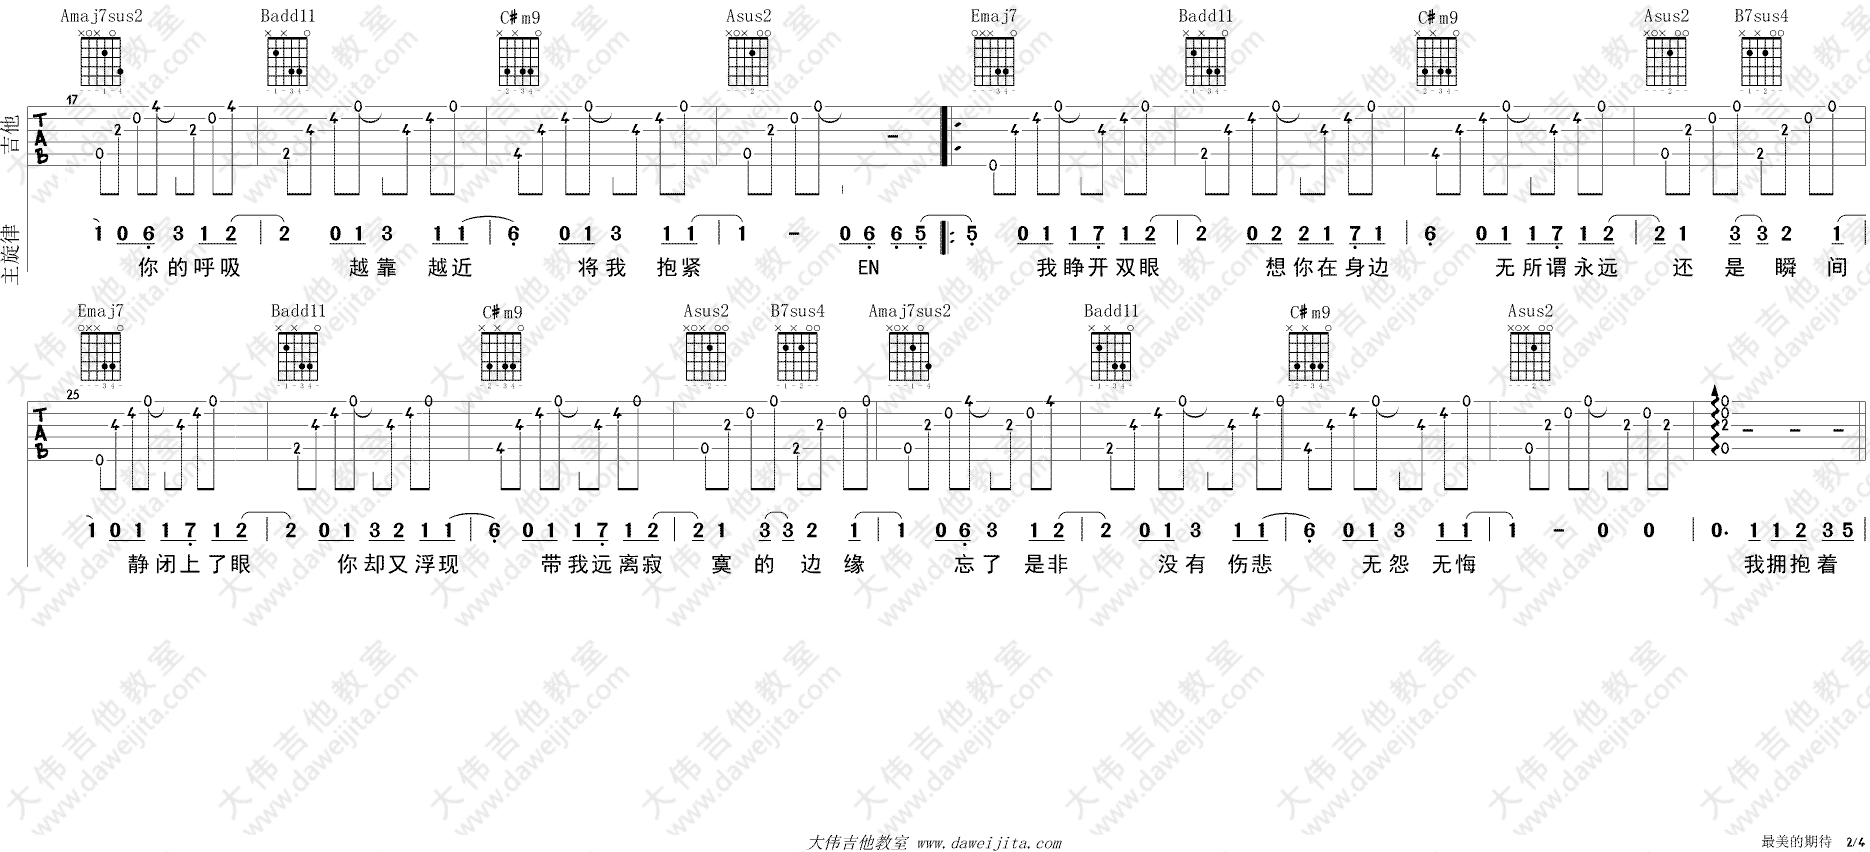 Amaj7sus2 Badd11 C♯m9 Asus2 Emaj7 Badd11 C♯m9 Asus2 B7sus4
17
吉他
主旋律
1 0 6 3 1 2 2 0 1 3 1 1 6 0 1 3 1 1 1 – 0 6 6 5 5 0 1 1 7 1 2 2 0 2 2 1 7 1 6 0 1 1 7 1 2 2 1 3 3 2 1
你的呼吸 越靠 越近 将我 抱紧 EN 我睁开双眼 想你在身边 无所谓永远 还 是 瞬 间
Emaj7 Badd11 C♯m9 Asus2 B7sus4 Amaj7sus2 Badd11 C♯m9 Asus2
25
1 0 1 1 7 1 2 2 0 1 3 2 1 1 6 0 1 1 7 1 2 2 1 3 3 2 1 1 0 6 3 1 2 2 0 1 3 1 1 6 0 1 3 1 1 1 – 0 0 0. 1 1 2 3 5
静闭上了眼 你却又浮现 带我远离寂 寞 的 边 缘 忘了 是非 没有 伤悲 无怨 无悔 我拥抱着
大伟吉他教室 www.daweijita.com
最美的期待 2/4